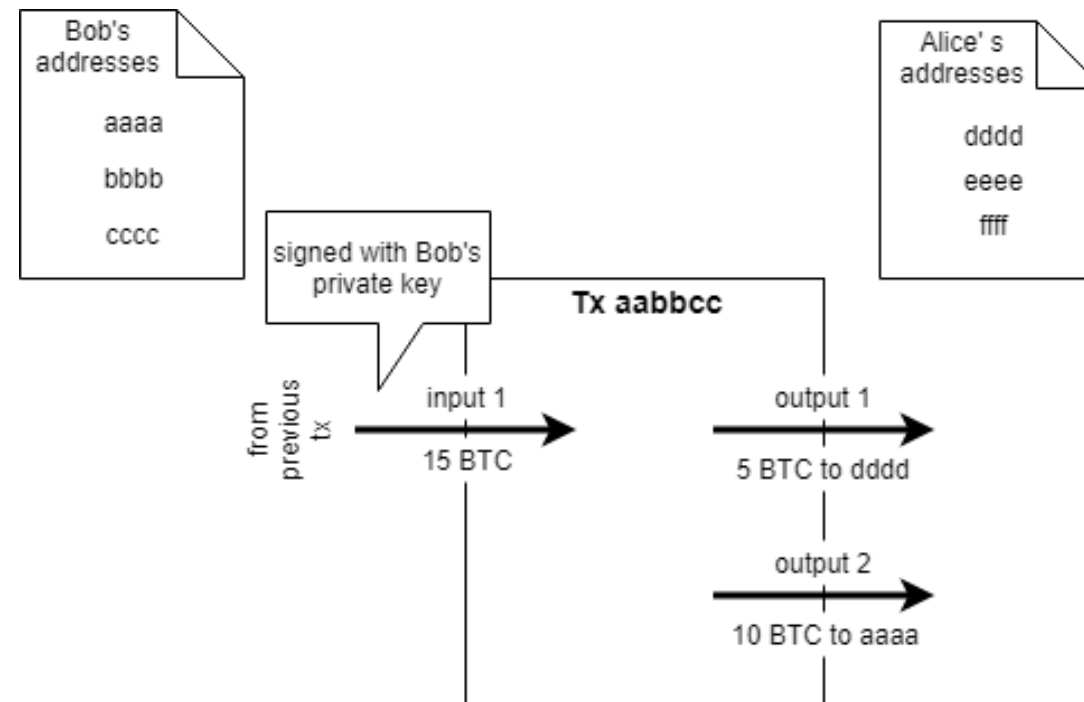 Bob's
addresses
aaaa
bbbb
cccc
Alice' s
addresses
dddd
eeee
ffff
signed with Bob's
private key
Tx aabbcc
from
previous
tx
input 1
15 BTC
output 1
5 BTC to dddd
output 2
10 BTC to aaaa